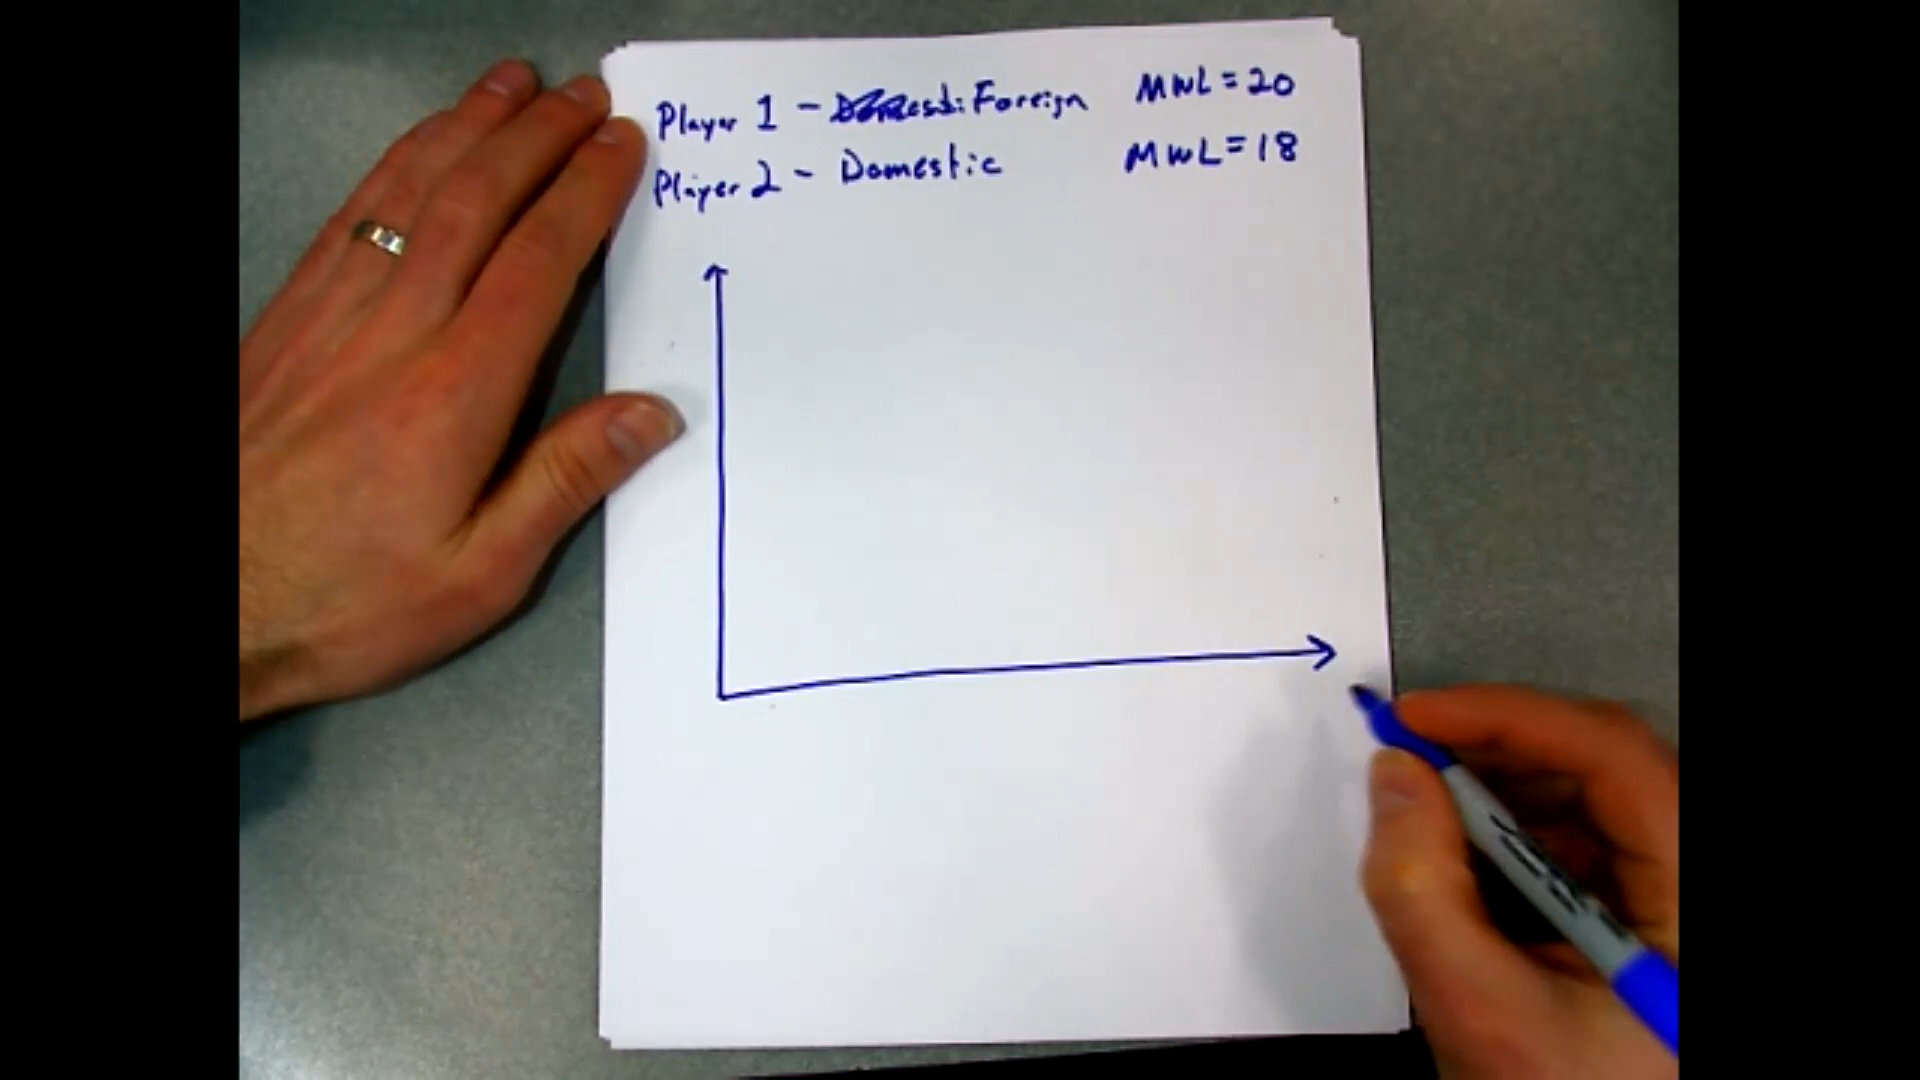 Player 1 - Foreign MWL = 20
Player 2 - Domestic MWL = 18